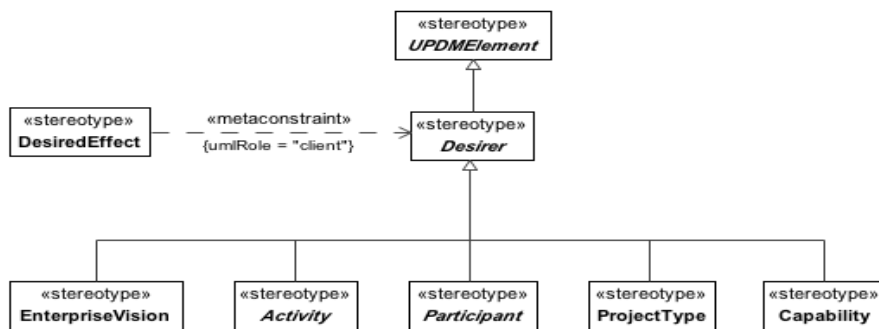 «stereotype»
UPDMElement
«stereotype»
DesiredEffect
«metaconstraint»
{umlRole = "client"}
«stereotype»
Desirer
«stereotype»
EnterpriseVision
«stereotype»
Activity
«stereotype»
Participant
«stereotype»
ProjectType
«stereotype»
Capability